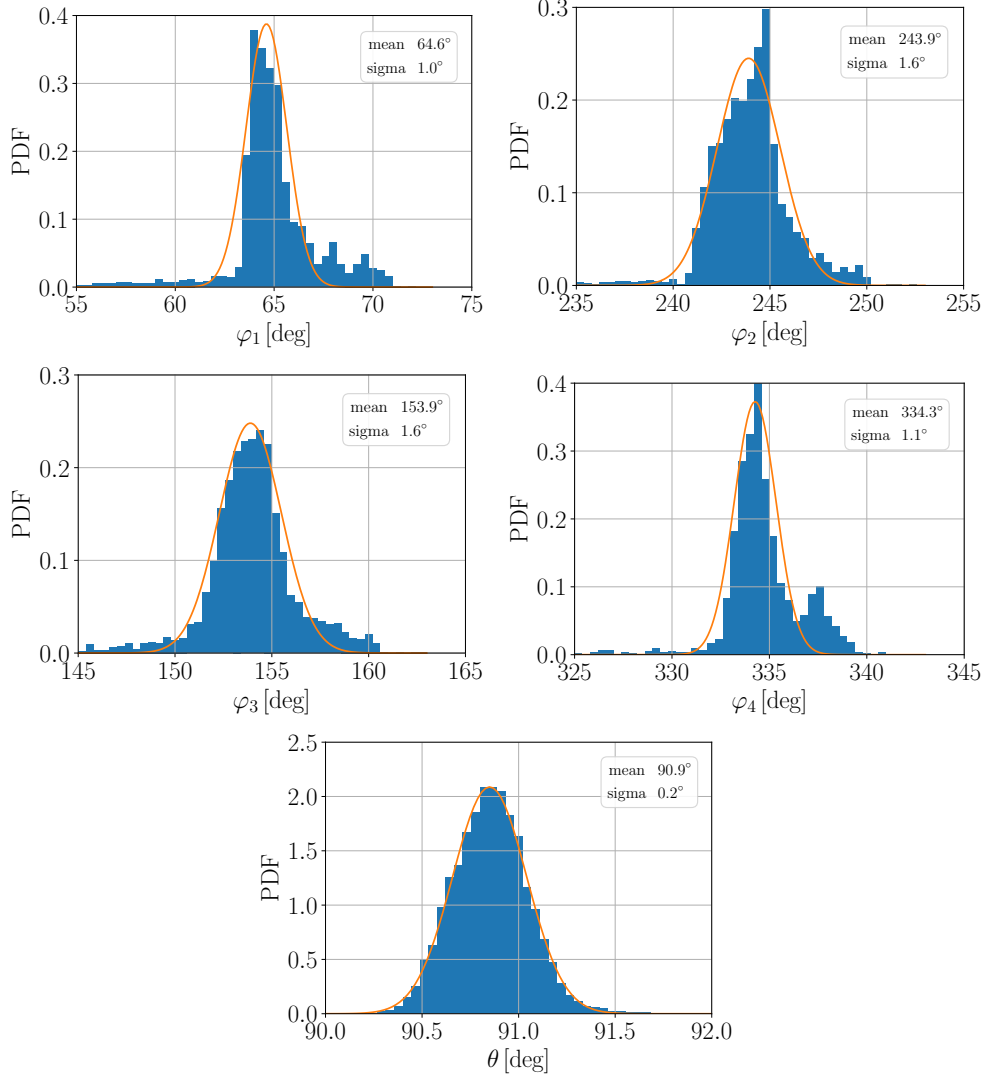 0.4
0.3
0.2
0.1
0.0
PDF
mean 64.6°
sigma 1.0°
55 60 65 70 75
φ₁ [deg]
0.3
0.2
0.1
0.0
PDF
mean 243.9°
sigma 1.6°
235 240 245 250 255
φ₂ [deg]
0.3
0.2
0.1
0.0
PDF
mean 153.9°
sigma 1.6°
145 150 155 160 165
φ₃ [deg]
0.4
0.3
0.2
0.1
0.0
PDF
mean 334.3°
sigma 1.1°
325 330 335 340 345
φ₄ [deg]
2.5
2.0
1.5
1.0
0.5
0.0
PDF
mean 90.9°
sigma 0.2°
90.0 90.5 91.0 91.5 92.0
θ [deg]